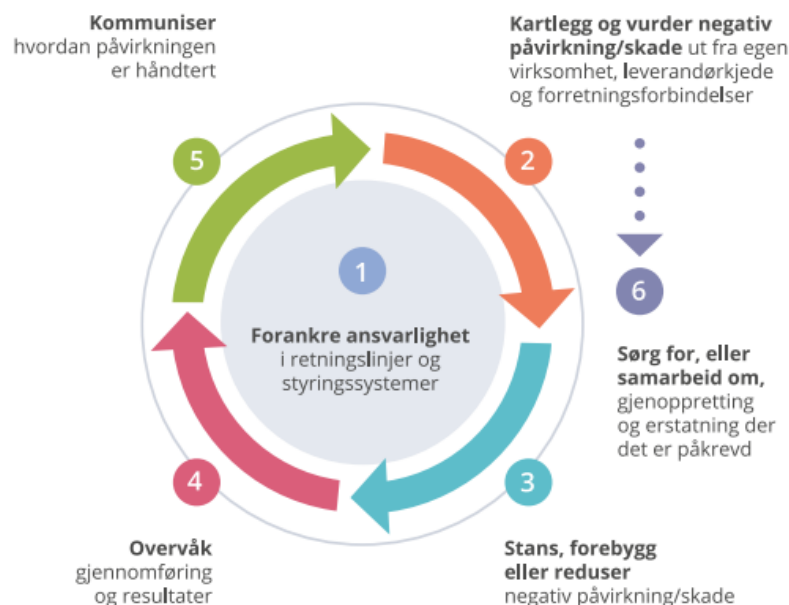 Kommuniser
hvordan påvirkningen
er håndtert
Kartlegg og vurder negativ
påvirkning/skade ut fra egen
virksomhet, leverandørkjede
og forretningsforbindelser
5
2
1
Forankre ansvarlighet
i retningslinjer og
styringssystemer
6
Sørg for, eller
samarbeid om,
gjenoppretting
og erstatning der
det er påkrevd
4
3
Overvåk
gjennomføring
og resultater
Stans, forebygg
eller reduser
negativ påvirkning/skade